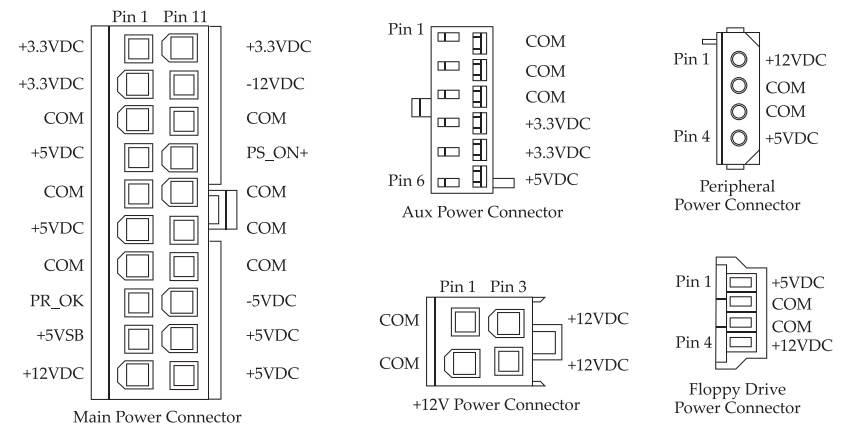 Pin 1 Pin 11
+3.3VDC +3.3VDC
+3.3VDC -12VDC
COM COM
+5VDC PS_ON+
COM COM
+5VDC COM
COM COM
PR_OK -5VDC
+5VSB +5VDC
+12VDC +5VDC
Main Power Connector
Pin 1 COM
COM
COM
+3.3VDC
+3.3VDC
Pin 6 +5VDC
Aux Power Connector
Pin 1 +12VDC
COM
COM
Pin 4 +5VDC
Peripheral
Power Connector
Pin 1 Pin 3
COM +12VDC
COM +12VDC
+12V Power Connector
Pin 1 +5VDC
COM
COM
Pin 4 +12VDC
Floppy Drive
Power Connector